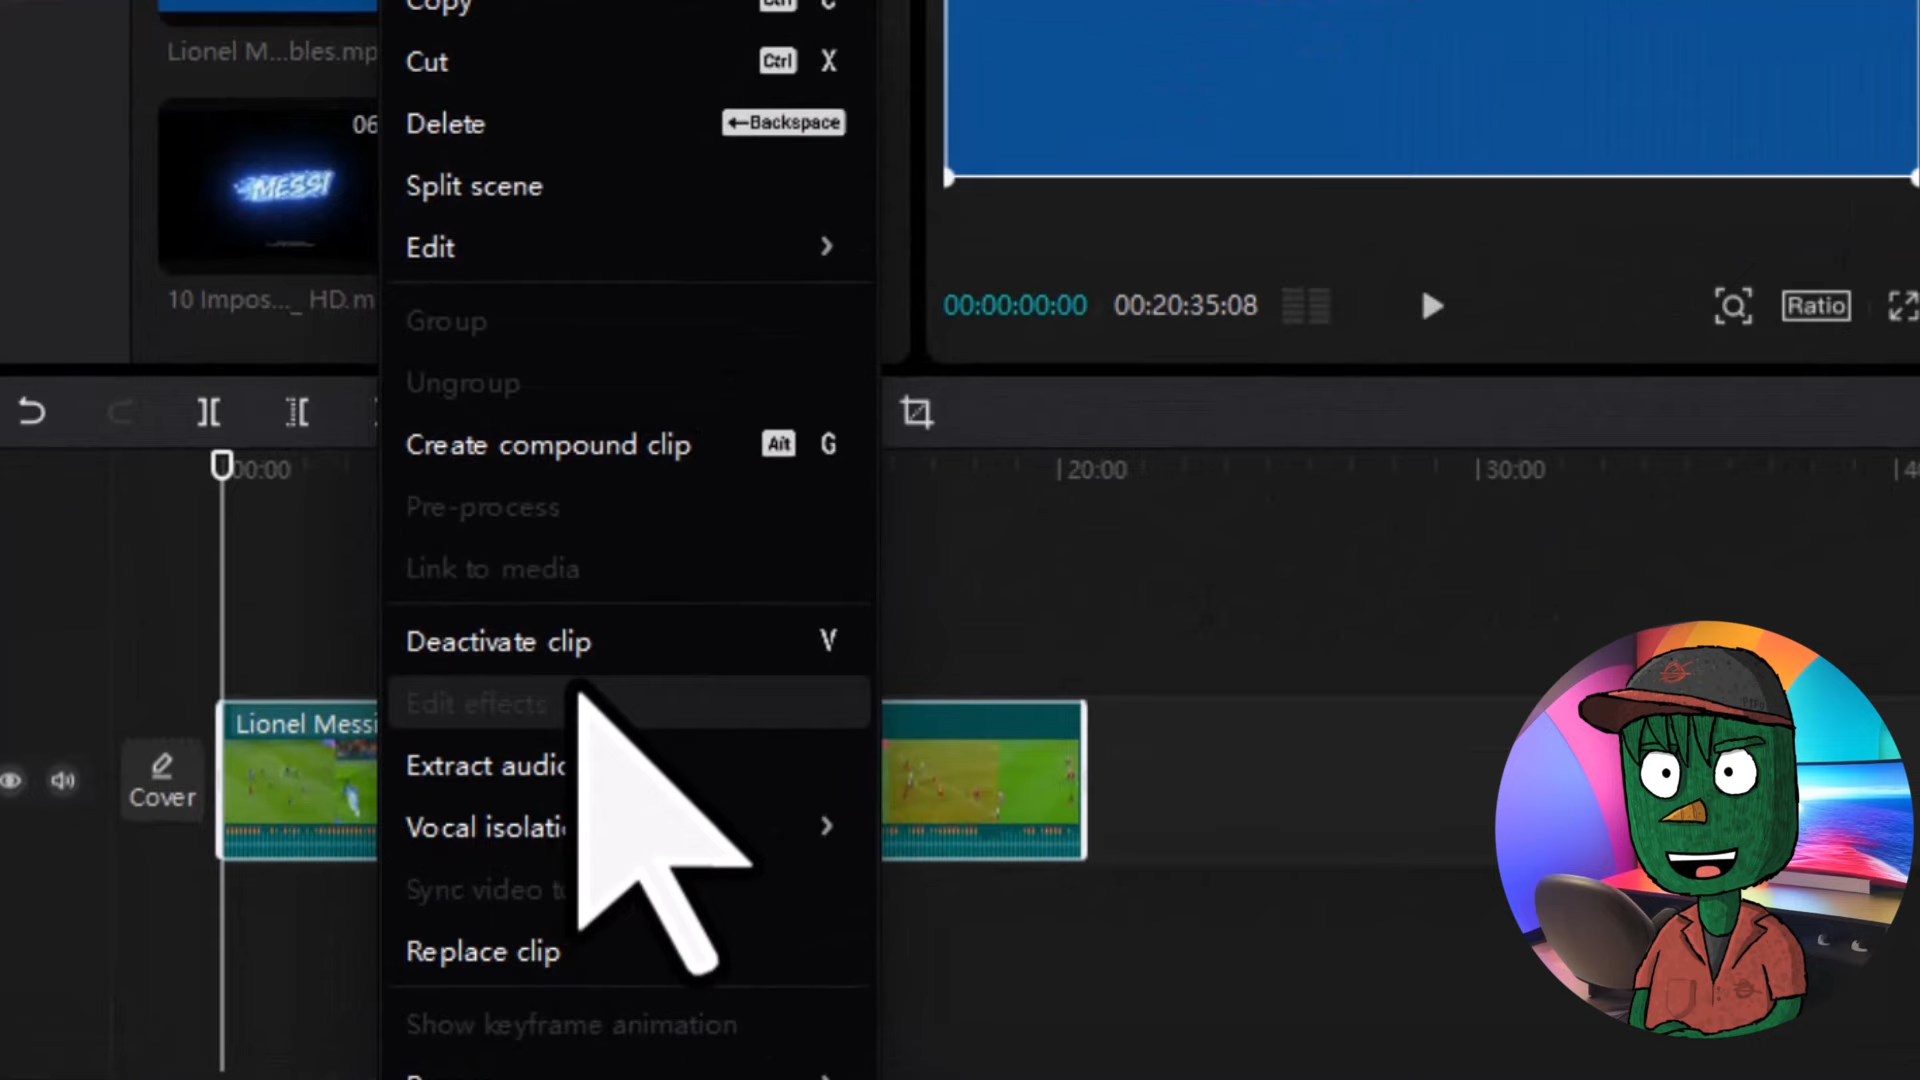 Copy Ctrl C
Lionel M...bles.mp
Cut Ctrl X
06
Delete ←Backspace
MESSI
Split scene
Edit
10 Impos..._ HD.m
Group
00:00:00:00 00:20:35:08 Ratio
Ungroup
Create compound clip Alt G
00:00 20:00 30:00
Pre-process
Link to media
Deactivate clip V
Edit effects
Lionel Messi
Extract audio
Cover
Vocal isolati
Sync video to
Replace clip
Show keyframe animation